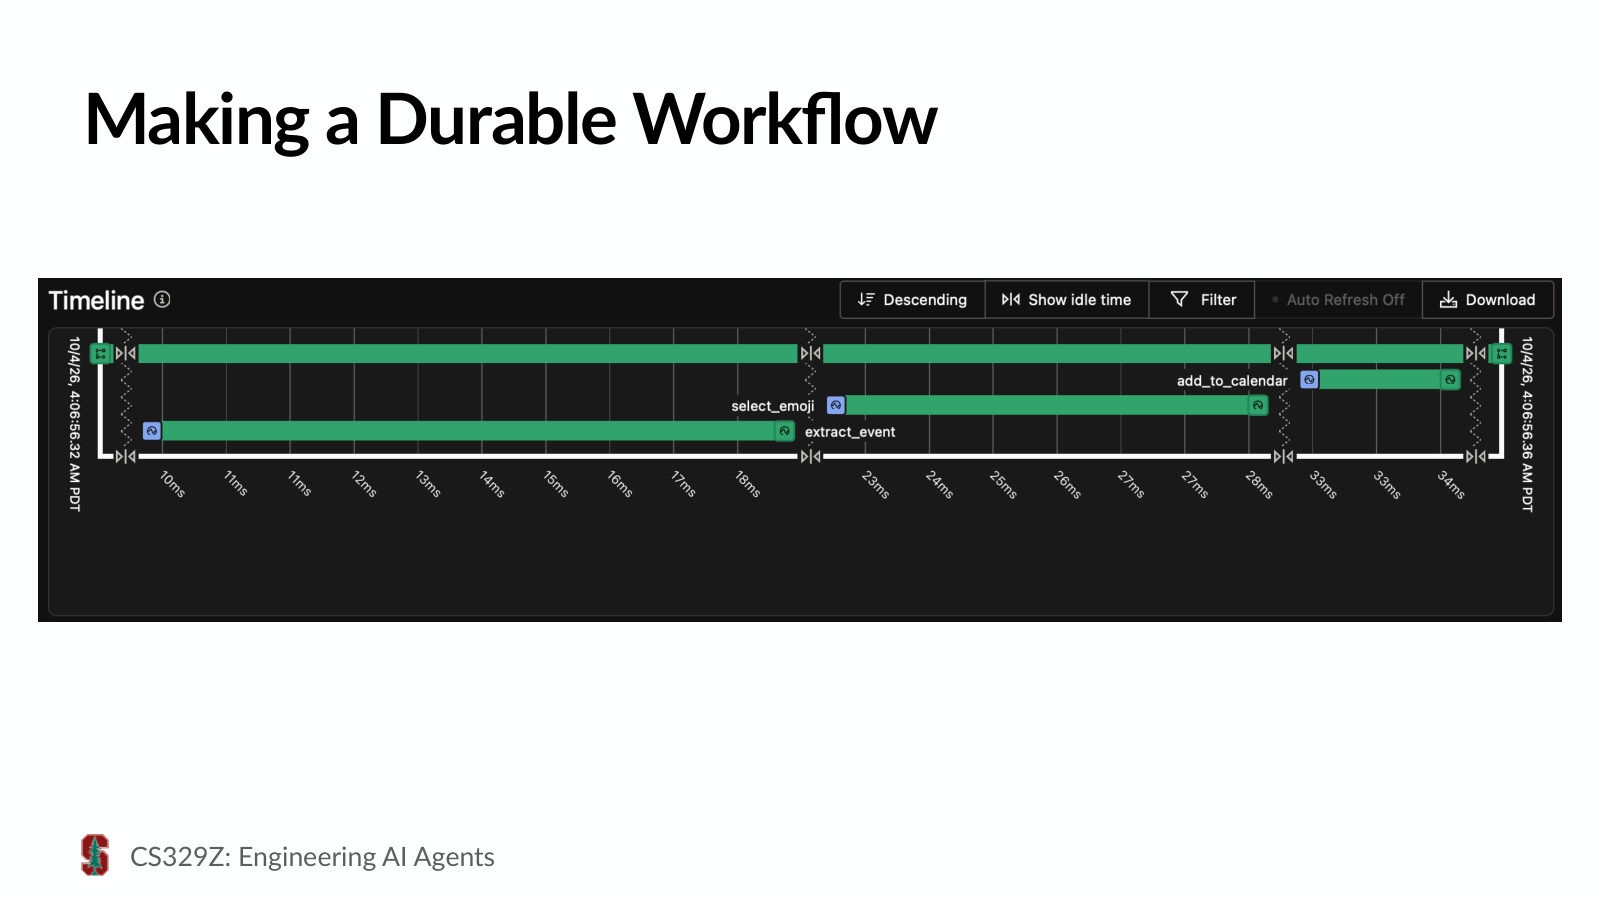 Making a Durable Workflow
Timeline
Descending
Show idle time
Filter
Auto Refresh Off
Download
10/4/26, 4:06:56.32 AM PDT
10/4/26, 4:06:56.36 AM PDT
add_to_calendar
select_emoji
extract_event
10ms 11ms 11ms 12ms 13ms 14ms 15ms 16ms 17ms 18ms 23ms 24ms 25ms 26ms 27ms 27ms 28ms 33ms 33ms 34ms
CS329Z: Engineering AI Agents